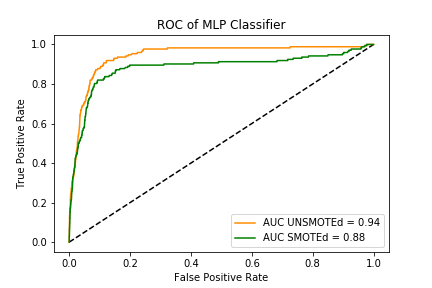 ROC of MLP Classifier
True Positive Rate
1.0
0.8
0.6
0.4
0.2
0.0
AUC UNSMOTEd = 0.94
AUC SMOTEd = 0.88
0.0 0.2 0.4 0.6 0.8 1.0
False Positive Rate